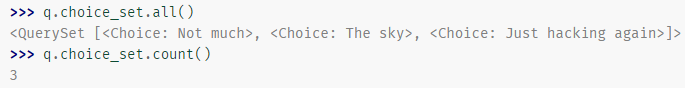 >>> q.choice_set.all()
<QuerySet [<Choice: Not much>, <Choice: The sky>, <Choice: Just hacking again>]>
>>> q.choice_set.count()
3